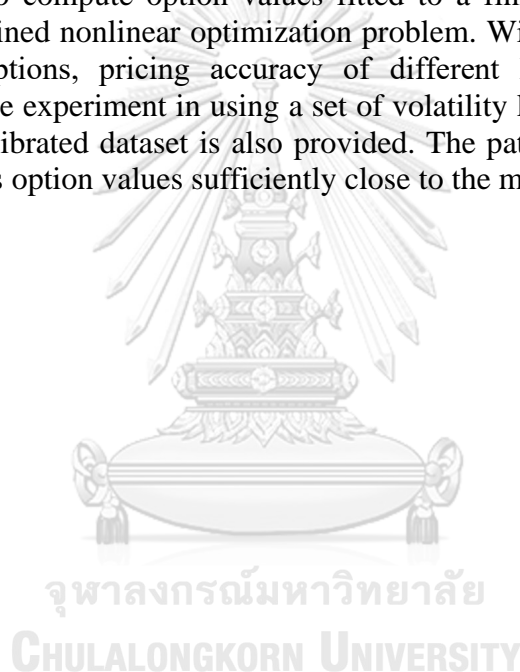 o compute option values fitted to a fin
ined nonlinear optimization problem. Wi
ptions, pricing accuracy of different
e experiment in using a set of volatility
ibrated dataset is also provided. The pat
s option values sufficiently close to the m
จุฬาลงกรณ์มหาวิทยาลัย
CHULALONGKORN UNIVERSITY